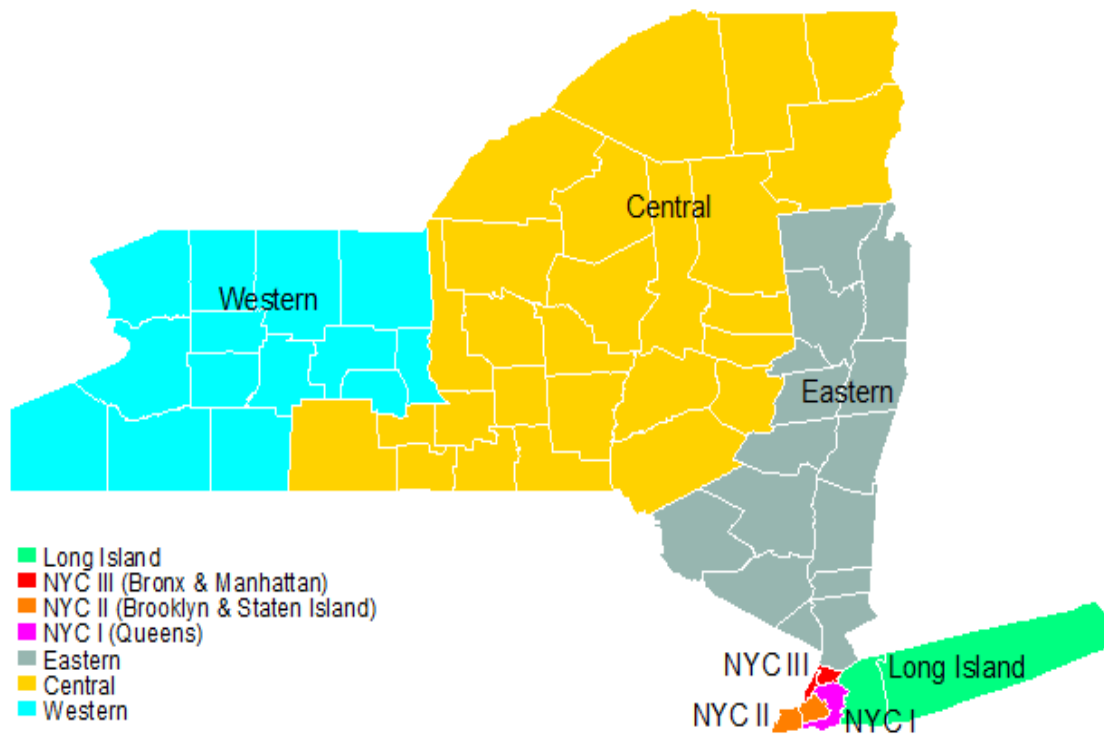 Central
Western
Eastern
Long Island
NYC III (Bronx & Manhattan)
NYC II (Brooklyn & Staten Island)
NYC I (Queens)
Eastern
Central
Western
NYC III
Long Island
NYC II
NYC I